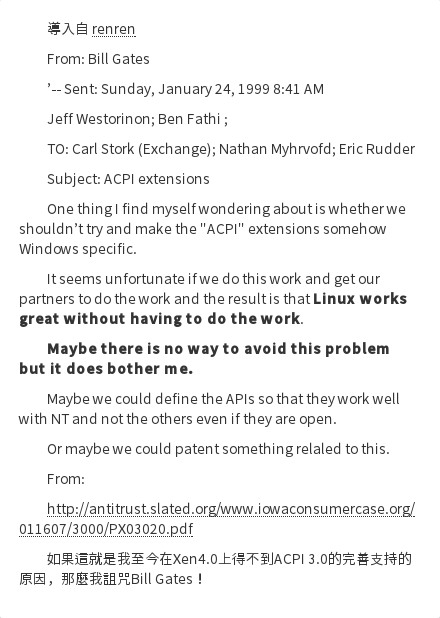 導入自 renren
From: Bill Gates
’-- Sent: Sunday, January 24, 1999 8:41 AM
Jeff Westorinon; Ben Fathi ;
TO: Carl Stork (Exchange); Nathan Myhrvofd; Eric Rudder
Subject: ACPI extensions
One thing I find myself wondering about is whether we
shouldn’t try and make the "ACPI" extensions somehow
Windows specific.
It seems unfortunate if we do this work and get our
partners to do the work and the result is that Linux works
great without having to do the work.
Maybe there is no way to avoid this problem
but it does bother me.
Maybe we could define the APIs so that they work well
with NT and not the others even if they are open.
Or maybe we could patent something relaled to this.
From:
http://antitrust.slated.org/www.iowaconsumercase.org/
011607/3000/PX03020.pdf
如果這就是我至今在Xen4.0上得不到ACPI 3.0的完善支持的
原因，那麼我詛咒Bill Gates！